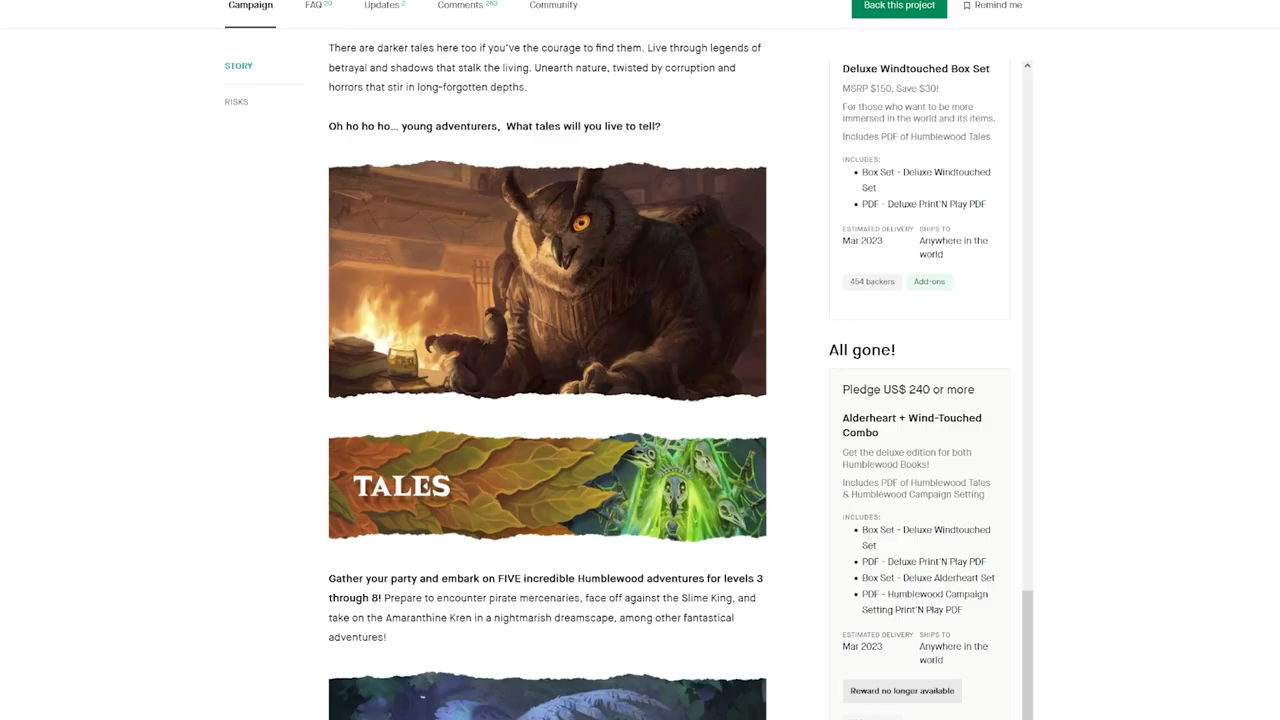 Campaign
FAQ 20
Updates 2
Comments 253
Community
Back this project
Remind me
STORY
RISKS
There are darker tales here too if you've the courage to find them. Live through legends of
betrayal and shadows that stalk the living. Unearth nature, twisted by corruption and
horrors that stir in long-forgotten depths.
Oh ho ho ho... young adventurers, What tales will you live to tell?
TALES
Gather your party and embark on FIVE incredible Humblewood adventures for levels 3
through 8! Prepare to encounter pirate mercenaries, face off against the Slime King, and
take on the Amaranthine Kren in a nightmarish dreamscape, among other fantastical
adventures!
Deluxe Windtouched Box Set
MSRP $150, Save $30!
For those who want to be more
immersed in the world and its items.
Includes PDF of Humblewood Tales
INCLUDES:
• Box Set - Deluxe Windtouched
Set
• PDF - Deluxe Print'N Play PDF
ESTIMATED DELIVERY
Mar 2023
SHIPS TO
Anywhere in the
world
454 backers
Add-ons
All gone!
Pledge US$ 240 or more
Alderheart + Wind-Touched
Combo
Get the deluxe edition for both
Humblewood Books!
Includes PDF of Humblewood Tales
& Humblewood Campaign Setting
INCLUDES:
• Box Set - Deluxe Windtouched
Set
• PDF - Deluxe Print'N Play PDF
• Box Set - Deluxe Alderheart Set
• PDF - Humblewood Campaign
Setting Print'N Play PDF
ESTIMATED DELIVERY
Mar 2023
SHIPS TO
Anywhere in the
world
Reward no longer available